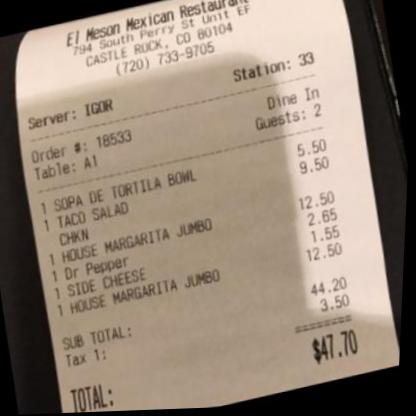 El Meson Mexican Restaurant
794 South Perry St Unit EF
CASTLE ROCK, CO 80104
(720) 733-9705
Server: IGOR Station: 33
Order #: 18533 Dine In
Table: A1 Guests: 2
1 SOPA DE TORTILA BOWL 5.50
1 TACO SALAD 9.50
CHKN
1 HOUSE MARGARITA JUMBO 12.50
1 Dr Pepper 2.65
1 SIDE CHEESE 1.55
1 HOUSE MARGARITA JUMBO 12.50
SUB TOTAL: 44.20
Tax 1: 3.50
TOTAL: $47.70